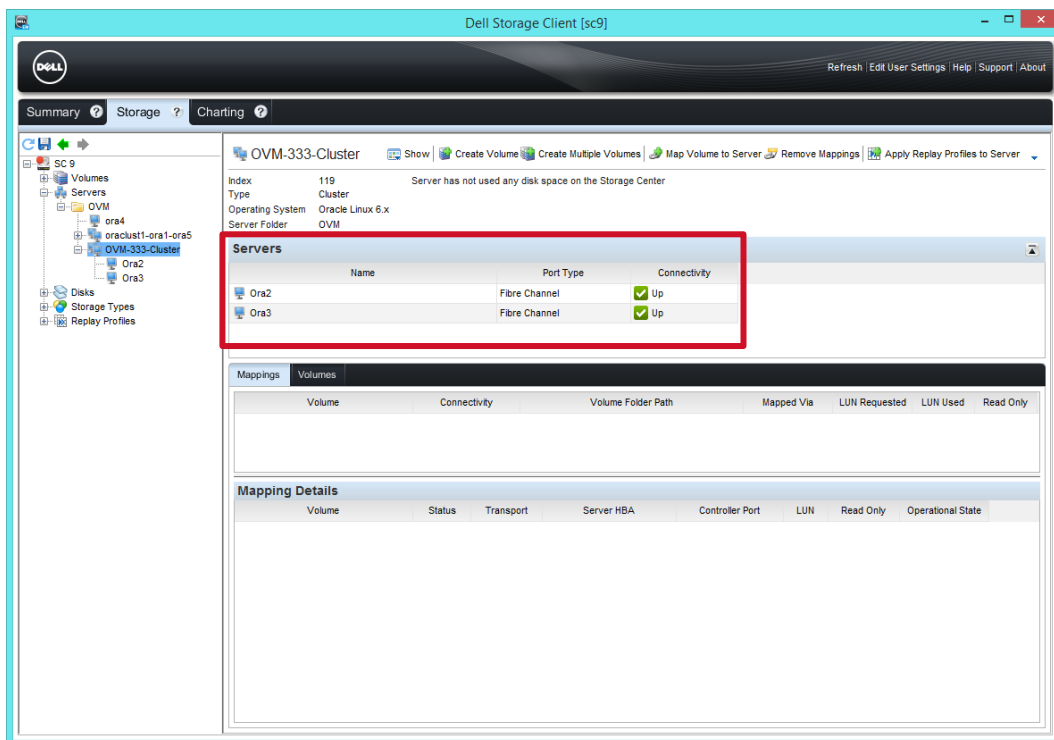 Dell Storage Client [sc9]
DELL
Refresh | Edit User Settings | Help | Support | About
Summary ? Storage ? Charting ?
SC 9
Volumes
Servers
OVM
ora4
oraclust1-ora1-ora5
OVM-333-Cluster
Ora2
Ora3
Disks
Storage Types
Replay Profiles
OVM-333-Cluster Show Create Volume Create Multiple Volumes Map Volume to Server Remove Mappings Apply Replay Profiles to Server
Index 119 Server has not used any disk space on the Storage Center
Type Cluster
Operating System Oracle Linux 6.x
Server Folder OVM
Servers
Name Port Type Connectivity
Ora2 Fibre Channel Up
Ora3 Fibre Channel Up
Mappings Volumes
Volume Connectivity Volume Folder Path Mapped Via LUN Requested LUN Used Read Only
Mapping Details
Volume Status Transport Server HBA Controller Port LUN Read Only Operational State